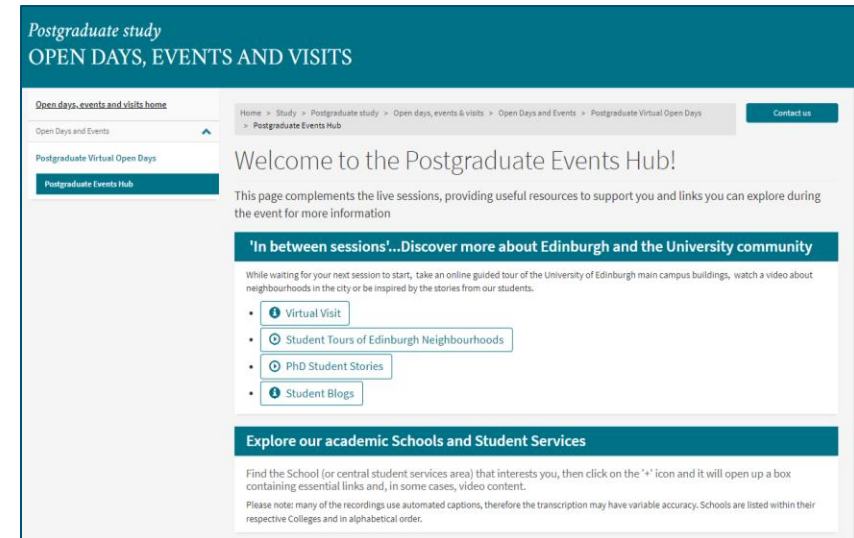 Postgraduate study
OPEN DAYS, EVENTS AND VISITS
Open days, events and visits home
Open Days and Events
Postgraduate Virtual Open Days
Postgraduate Events Hub
Home > Study > Postgraduate study > Open days, events & visits > Open Days and Events > Postgraduate Virtual Open Days
> Postgraduate Events Hub
Contact us
Welcome to the Postgraduate Events Hub!
This page complements the live sessions, providing useful resources to support you and links you can explore during
the event for more information
'In between sessions'...Discover more about Edinburgh and the University community
While waiting for your next session to start, take an online guided tour of the University of Edinburgh main campus buildings, watch a video about
neighbourhoods in the city or be inspired by the stories from our students.
• Virtual Visit
• Student Tours of Edinburgh Neighbourhoods
• PhD Student Stories
• Student Blogs
Explore our academic Schools and Student Services
Find the School (or central student services area) that interests you, then click on the '+' icon and it will open up a box
containing essential links and, in some cases, video content.
Please note: many of the recordings use automated captions, therefore the transcription may have variable accuracy. Schools are listed within their
respective Colleges and in alphabetical order.